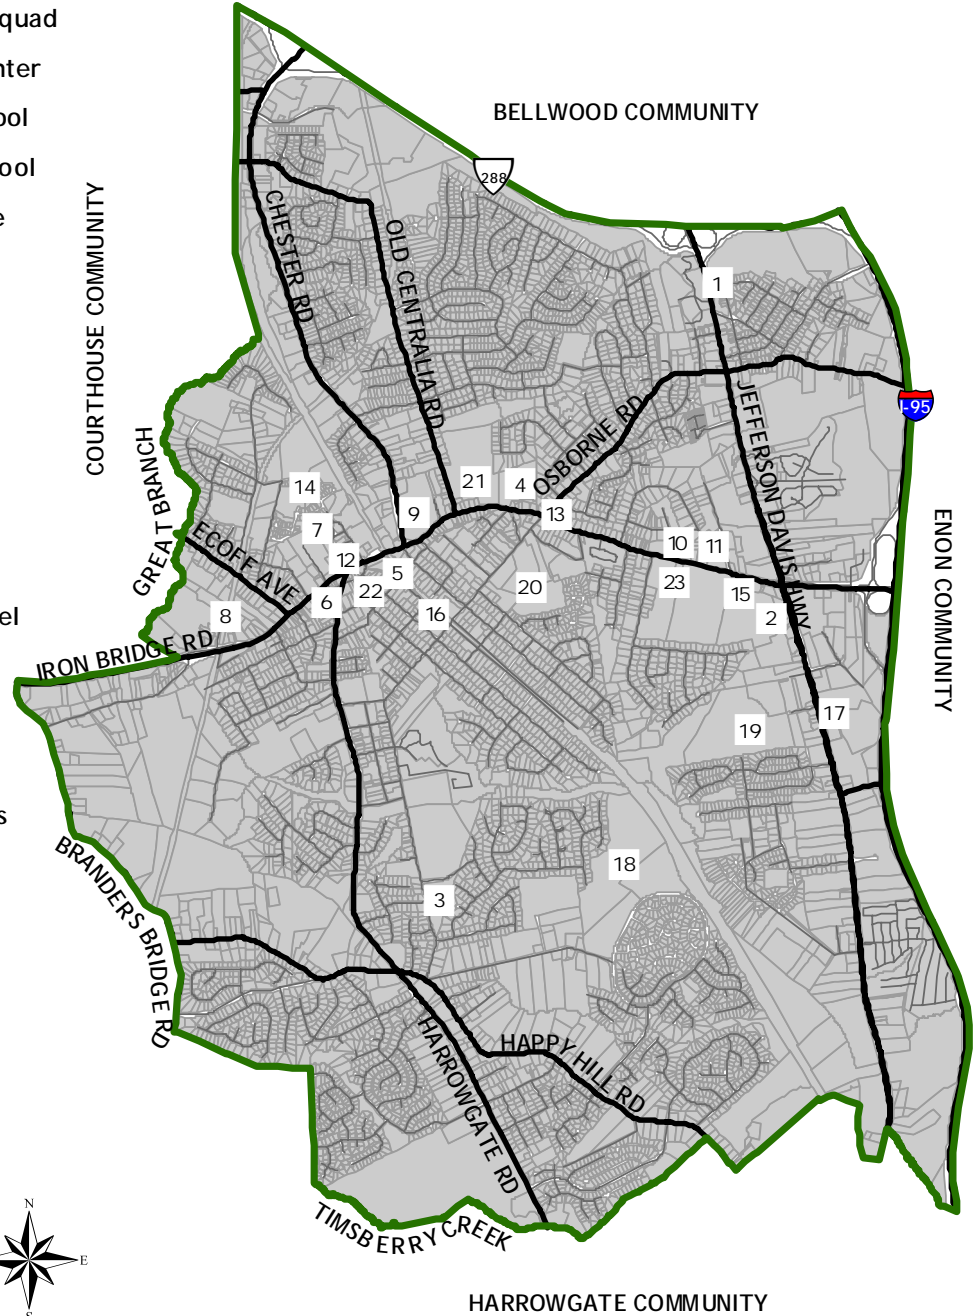 quad
nter
ool
ool
e
el
s
BELLWOOD COMMUNITY
288
COURTHOUSE COMMUNITY
CHESTER RD
OLD CENTRALIA RD
1
I-95
JEFFERSON DAVIS HWY
OSBORNE RD
GREAT BRANCH
ECOFF AVE
14
21
4
9
13
7
12
10
11
5
22
20
23
15
6
16
8
2
ENON COMMUNITY
IRON BRIDGE RD
17
19
18
3
BRANDERS BRIDGE RD
HAPPY HILL RD
HARROWGATE RD
TIMSBERRY CREEK
N
E
S
HARROWGATE COMMUNITY